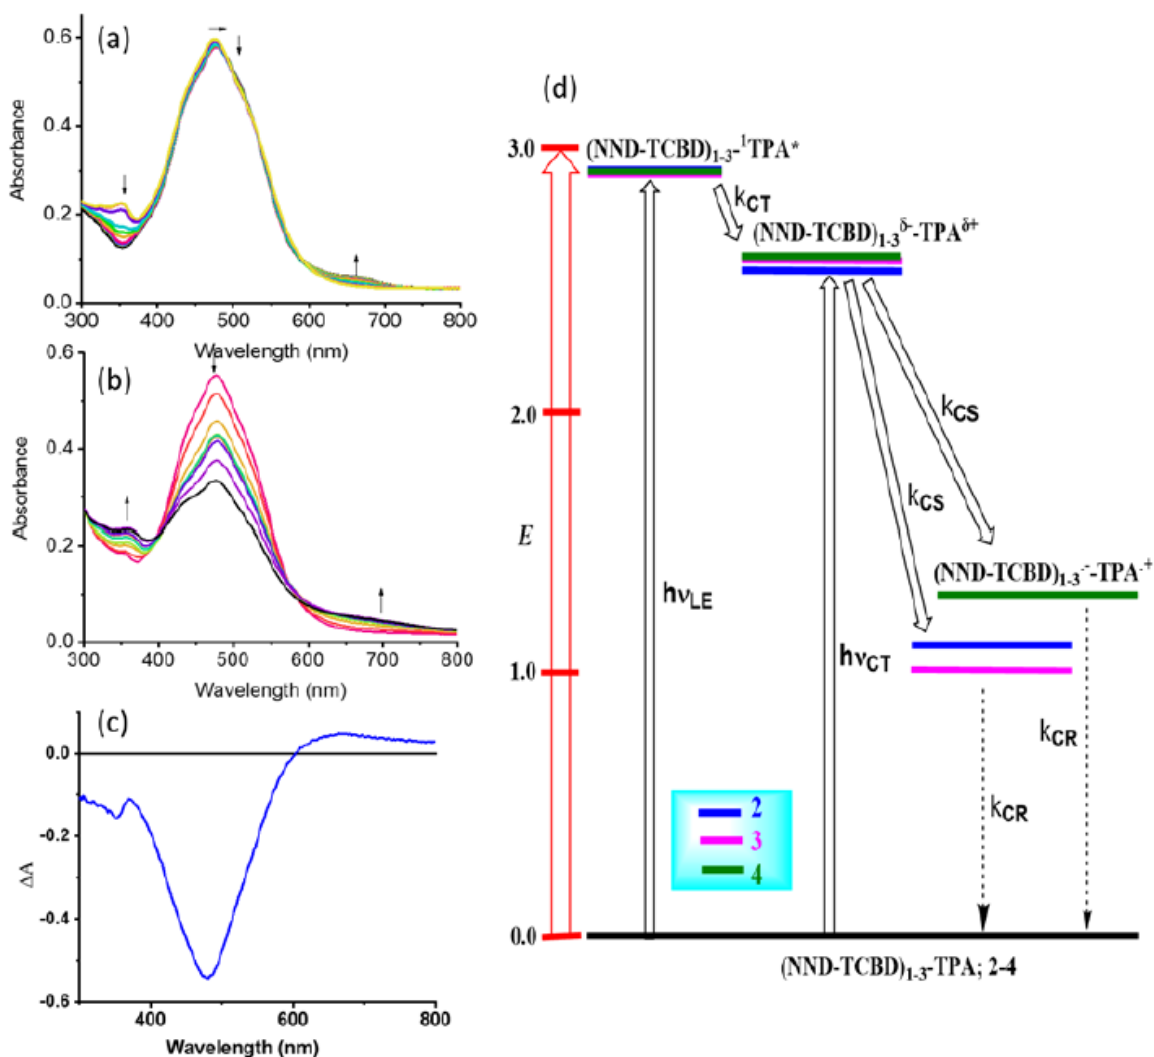 (a)
0.6
0.4
0.2
0.0
Absorbance
300 400 500 600 700 800
Wavelength (nm)
(b)
0.6
0.4
0.2
0.0
Absorbance
300 400 500 600 700 800
Wavelength (nm)
(c)
0.0
-0.2
-0.4
-0.6
ΔA
400 600 800
Wavelength (nm)
(d)
3.0
2.0
1.0
0.0
E
(NND-TCBD)₁₋₃-¹TPA*
kCT
(NND-TCBD)₁₋₃δ--TPAδ+
kCS
kCS
(NND-TCBD)₁₋₃·--TPA·+
hνLE
hνCT
kCR
kCR
2
3
4
(NND-TCBD)₁₋₃-TPA; 2-4